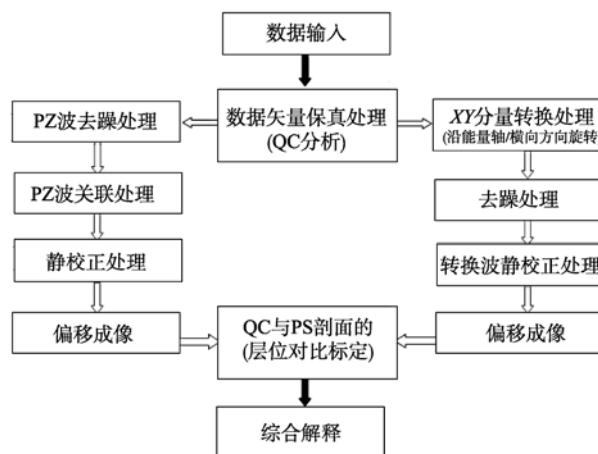 数据输入
数据矢量保真处理
(QC分析)
PZ波去躁处理
PZ波关联处理
静校正处理
偏移成像
XY分量转换处理
(沿能量轴/横向方向旋转
去躁处理
转换波静校正处理
偏移成像
QC与PS剖面的
(层位对比标定)
综合解释